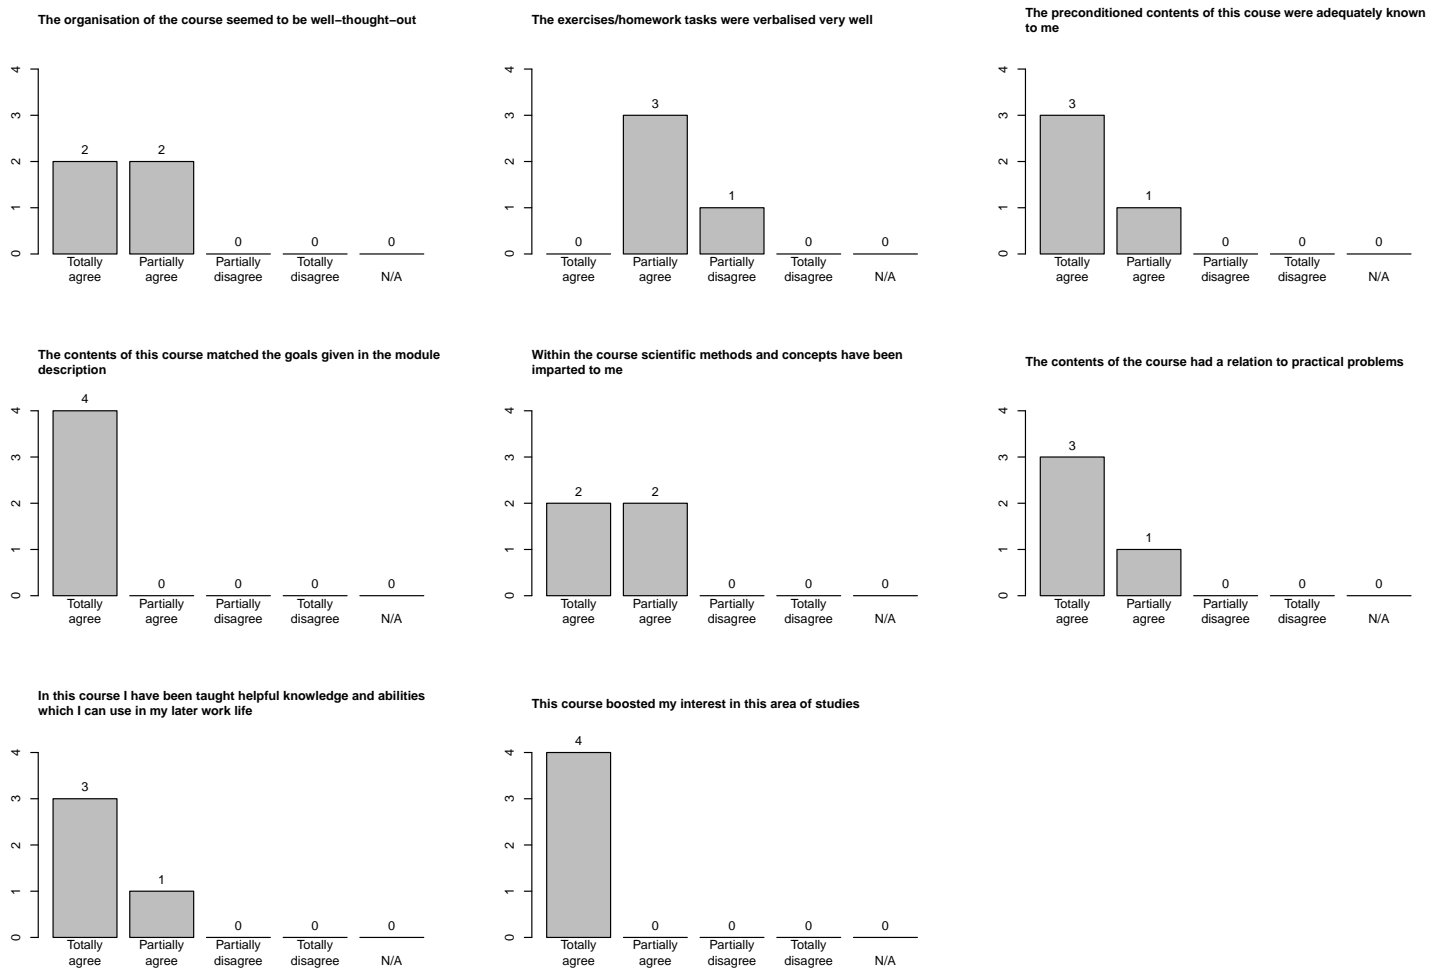 The organisation of the course seemed to be well−thought−out
4
3
2
1
0
2
2
0
0
0
Totally agree
Partially agree
Partially disagree
Totally disagree
N/A
The exercises/homework tasks were verbalised very well
4
3
2
1
0
0
3
1
0
0
Totally agree
Partially agree
Partially disagree
Totally disagree
N/A
The preconditioned contents of this couse were adequately known
to me
4
3
2
1
0
3
1
0
0
0
Totally agree
Partially agree
Partially disagree
Totally disagree
N/A
The contents of this course matched the goals given in the module
description
4
3
2
1
0
4
0
0
0
0
Totally agree
Partially agree
Partially disagree
Totally disagree
N/A
Within the course scientific methods and concepts have been
imparted to me
4
3
2
1
0
2
2
0
0
0
Totally agree
Partially agree
Partially disagree
Totally disagree
N/A
The contents of the course had a relation to practical problems
4
3
2
1
0
3
1
0
0
0
Totally agree
Partially agree
Partially disagree
Totally disagree
N/A
In this course I have been taught helpful knowledge and abilities
which I can use in my later work life
4
3
2
1
0
3
1
0
0
0
Totally agree
Partially agree
Partially disagree
Totally disagree
N/A
This course boosted my interest in this area of studies
4
3
2
1
0
4
0
0
0
0
Totally agree
Partially agree
Partially disagree
Totally disagree
N/A